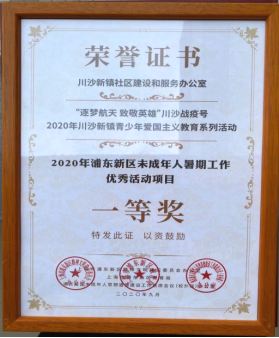 荣誉证书
川沙新镇社区建设和服务办公室
“逐梦航天 致敬英雄”川沙战疫号
2020年川沙新镇青少年爱国主义教育系列活动
2020年浦东新区未成年人暑期工作
优秀活动项目
一等奖
特发此证 以资鼓励
二〇二〇年九月